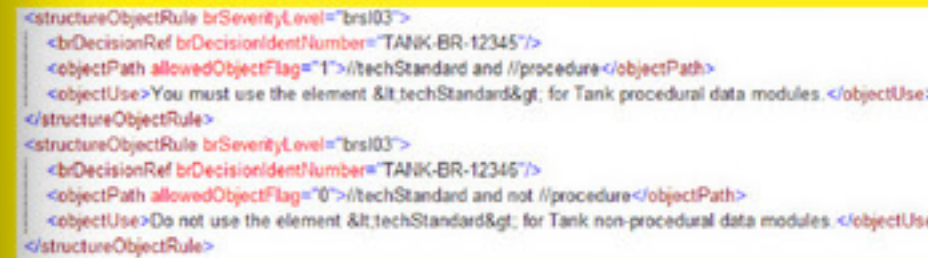 <structureObjectRule brSeverityLevel="brsl03">
<brDecisionRef brDecisionIdentNumber="TANK-BR-12345"/>
<objectPath allowedObjectFlag="1">//techStandard and //procedure</objectPath>
<objectUse>You must use the element &lt;techStandard&gt; for Tank procedural data modules.</objectUse>
</structureObjectRule>
<structureObjectRule brSeverityLevel="brsl03">
<brDecisionRef brDecisionIdentNumber="TANK-BR-12346"/>
<objectPath allowedObjectFlag="0">//techStandard and not //procedure</objectPath>
<objectUse>Do not use the element &lt;techStandard&gt; for Tank non-procedural data modules.</objectUse
</structureObjectRule>